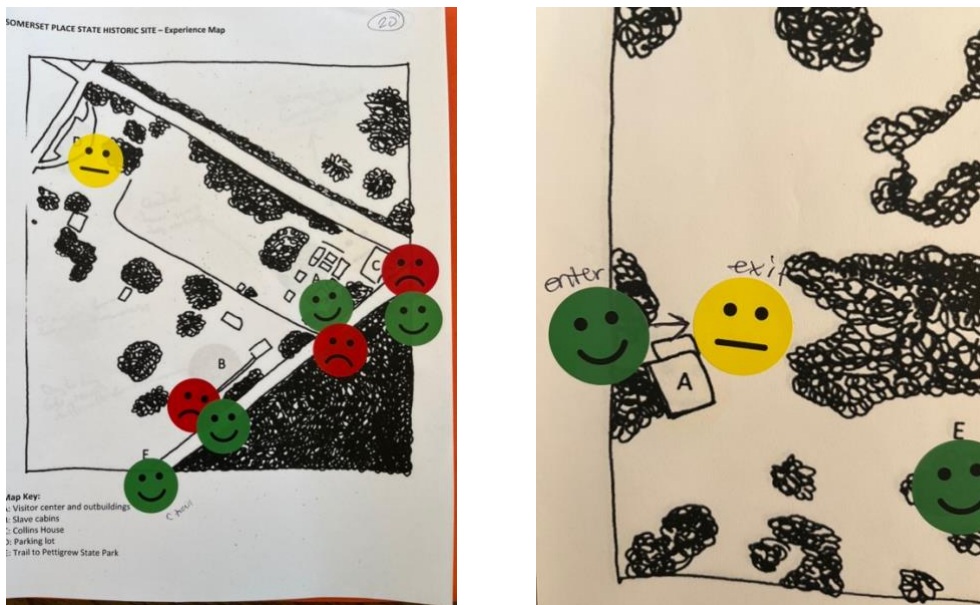 SOMERSET PLACE STATE HISTORIC SITE – Experience Map
20
C
A
B
E
Map Key:
A: Visitor center and outbuildings
B: Slave cabins
C: Collins House
D: Parking lot
E: Trail to Pettigrew State Park
enter
exit
A
E